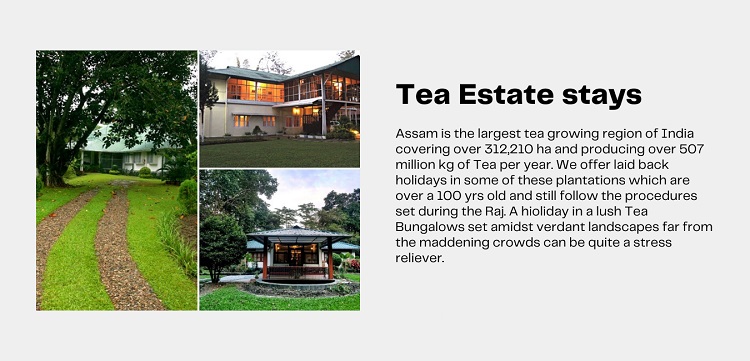 Tea Estate stays
Assam is the largest tea growing region of India
covering over 312,210 ha and producing over 507
million kg of Tea per year. We offer laid back
holidays in some of these plantations which are
over a 100 yrs old and still follow the procedures
set during the Raj. A hioliday in a lush Tea
Bungalows set amidst verdant landscapes far from
the maddening crowds can be quite a stress
reliever.